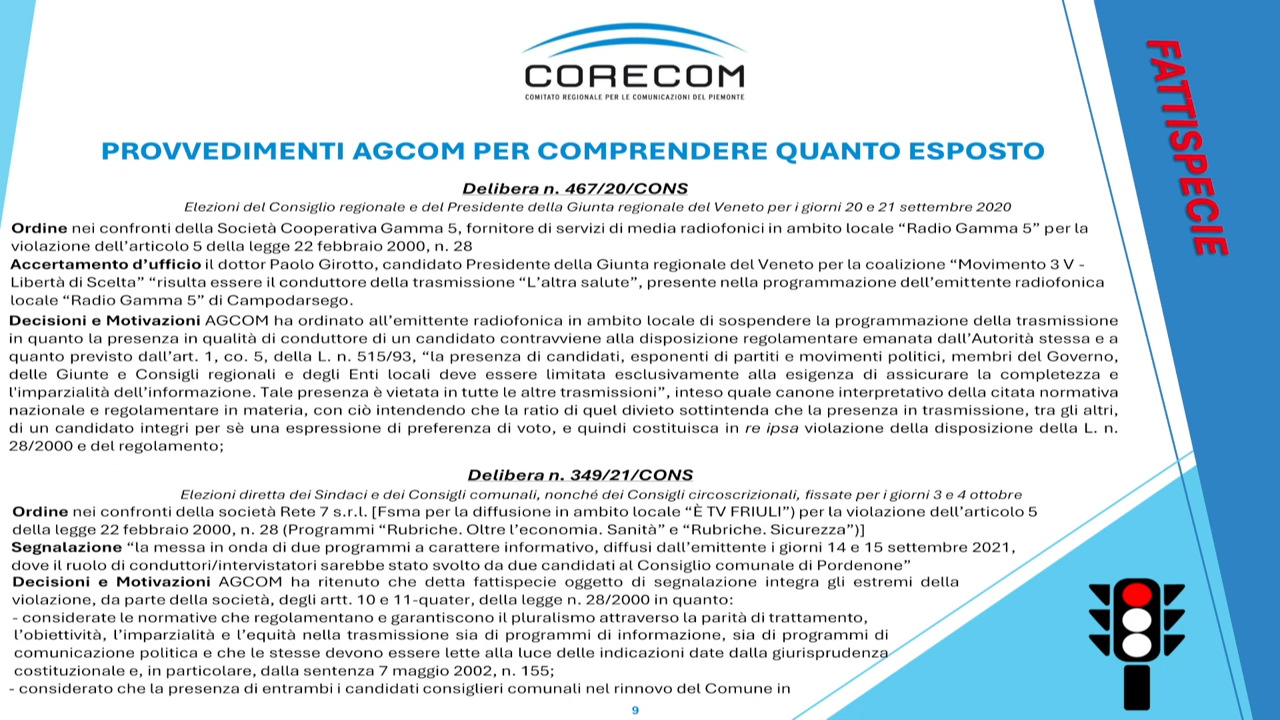 CORECOM
COMITATO REGIONALE PER LE COMUNICAZIONI DEL PIEMONTE
FATTISPECIE
PROVVEDIMENTI AGCOM PER COMPRENDERE QUANTO ESPOSTO
Delibera n. 467/20/CONS
Elezioni del Consiglio regionale e del Presidente della Giunta regionale del Veneto per i giorni 20 e 21 settembre 2020
Ordine nei confronti della Società Cooperativa Gamma 5, fornitore di servizi di media radiofonici in ambito locale “Radio Gamma 5” per la
violazione dell’articolo 5 della legge 22 febbraio 2000, n. 28
Accertamento d’ufficio il dottor Paolo Girotto, candidato Presidente della Giunta regionale del Veneto per la coalizione “Movimento 3 V -
Libertà di Scelta” “risulta essere il conduttore della trasmissione “L’altra salute”, presente nella programmazione dell’emittente radiofonica
locale “Radio Gamma 5” di Campodarsego.
Decisioni e Motivazioni AGCOM ha ordinato all’emittente radiofonica in ambito locale di sospendere la programmazione della trasmissione
in quanto la presenza in qualità di conduttore di un candidato contravviene alla disposizione regolamentare emanata dall’Autorità stessa e a
quanto previsto dall’art. 1, co. 5, della L. n. 515/93, “la presenza di candidati, esponenti di partiti e movimenti politici, membri del Governo,
delle Giunte e Consigli regionali e degli Enti locali deve essere limitata esclusivamente alla esigenza di assicurare la completezza e
l'imparzialità dell’informazione. Tale presenza è vietata in tutte le altre trasmissioni”, inteso quale canone interpretativo della citata normativa
nazionale e regolamentare in materia, con ciò intendendo che la ratio di quel divieto sottintenda che la presenza in trasmissione, tra gli altri,
di un candidato integri per sè una espressione di preferenza di voto, e quindi costituisca in re ipsa violazione della disposizione della L. n.
28/2000 e del regolamento;
Delibera n. 349/21/CONS
Elezioni diretta dei Sindaci e dei Consigli comunali, nonché dei Consigli circoscrizionali, fissate per i giorni 3 e 4 ottobre
Ordine nei confronti della società Rete 7 s.r.l. [Fsma per la diffusione in ambito locale “È TV FRIULI”) per la violazione dell’articolo 5
della legge 22 febbraio 2000, n. 28 (Programmi “Rubriche. Oltre l’economia. Sanità” e “Rubriche. Sicurezza”)]
Segnalazione “la messa in onda di due programmi a carattere informativo, diffusi dall’emittente i giorni 14 e 15 settembre 2021,
dove il ruolo di conduttori/intervistatori sarebbe stato svolto da due candidati al Consiglio comunale di Pordenone”
Decisioni e Motivazioni AGCOM ha ritenuto che detta fattispecie oggetto di segnalazione integra gli estremi della
violazione, da parte della società, degli artt. 10 e 11-quater, della legge n. 28/2000 in quanto:
- considerate le normative che regolamentano e garantiscono il pluralismo attraverso la parità di trattamento,
l’obiettività, l’imparzialità e l’equità nella trasmissione sia di programmi di informazione, sia di programmi di
comunicazione politica e che le stesse devono essere lette alla luce delle indicazioni date dalla giurisprudenza
costituzionale e, in particolare, dalla sentenza 7 maggio 2002, n. 155;
- considerato che la presenza di entrambi i candidati consiglieri comunali nel rinnovo del Comune in
9